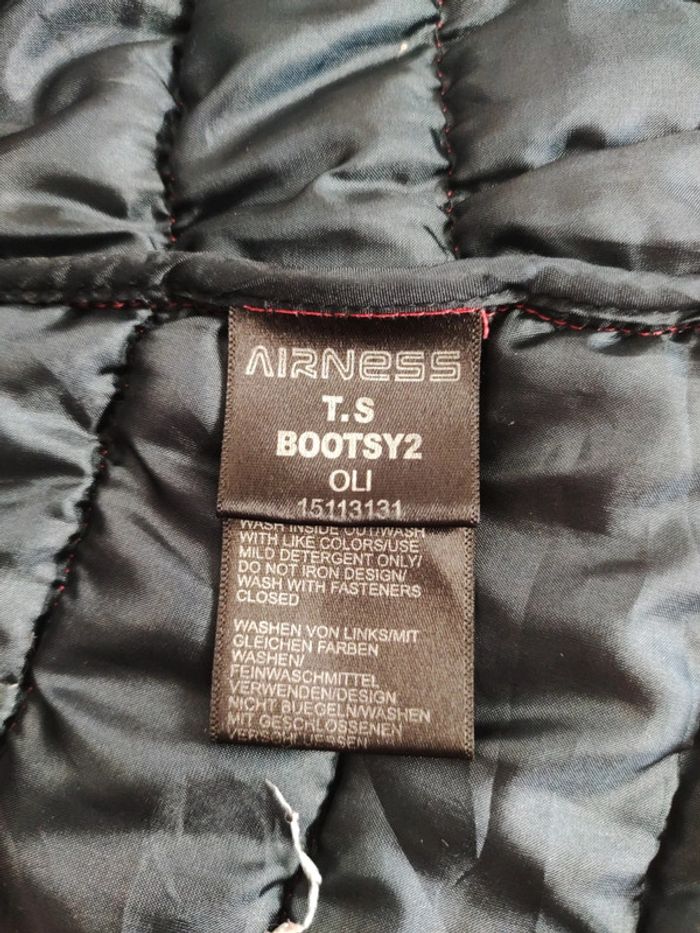 AIRNESS
T.S
BOOTSY2
OLI
15113131
WASH INSIDE OUT/WASH
WITH LIKE COLORS/USE
MILD DETERGENT ONLY/
DO NOT IRON DESIGN/
WASH WITH FASTENERS
CLOSED
WASHEN VON LINKS/MIT
GLEICHEN FARBEN
WASHEN/
FEINWASCHMITTEL
VERWENDEN/DESIGN
NICHT BUEGELN/WASHEN
MIT GESCHLOSSENEN